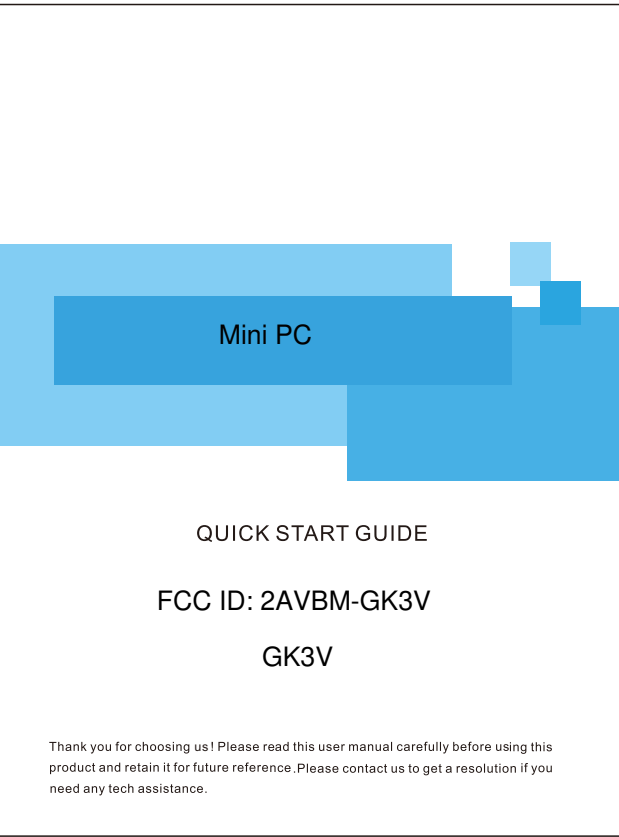 Mini PC
QUICK START GUIDE
FCC ID: 2AVBM-GK3V
GK3V
Thank you for choosing us! Please read this user manual carefully before using this
product and retain it for future reference.Please contact us to get a resolution if you
need any tech assistance.